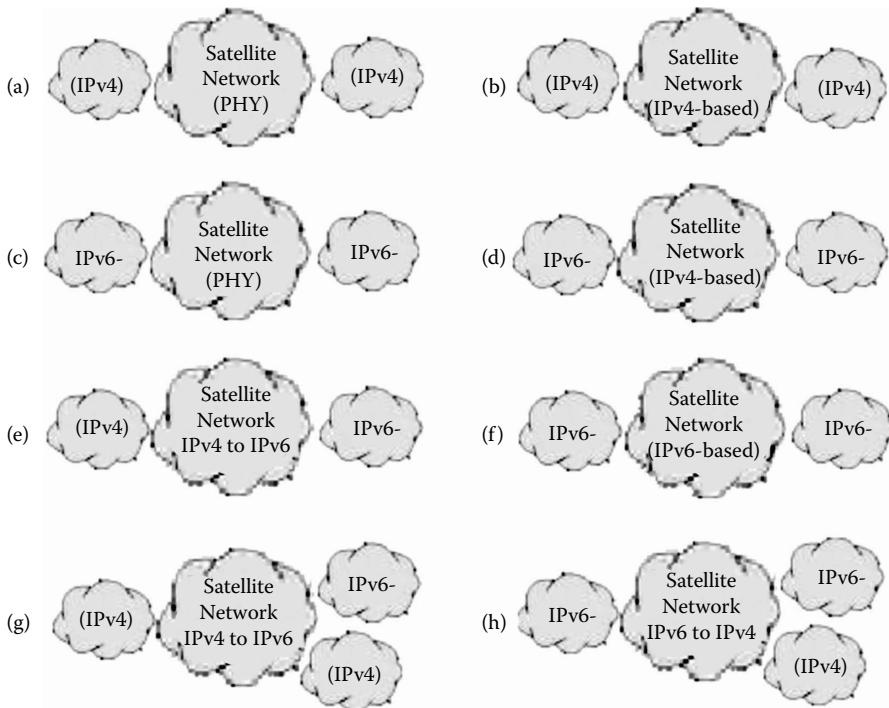 (a)
(IPv4)
Satellite
Network
(PHY)
(IPv4)
(b)
(IPv4)
Satellite
Network
(IPv4-based)
(IPv4)
(c)
IPv6-
Satellite
Network
(PHY)
IPv6-
(d)
IPv6-
Satellite
Network
(IPv4-based)
IPv6-
(e)
(IPv4)
Satellite
Network
IPv4 to IPv6
IPv6-
(f)
IPv6-
Satellite
Network
(IPv6-based)
IPv6-
(g)
(IPv4)
Satellite
Network
IPv4 to IPv6
IPv6-
(IPv4)
(h)
IPv6-
Satellite
Network
IPv6 to IPv4
IPv6-
(IPv4)